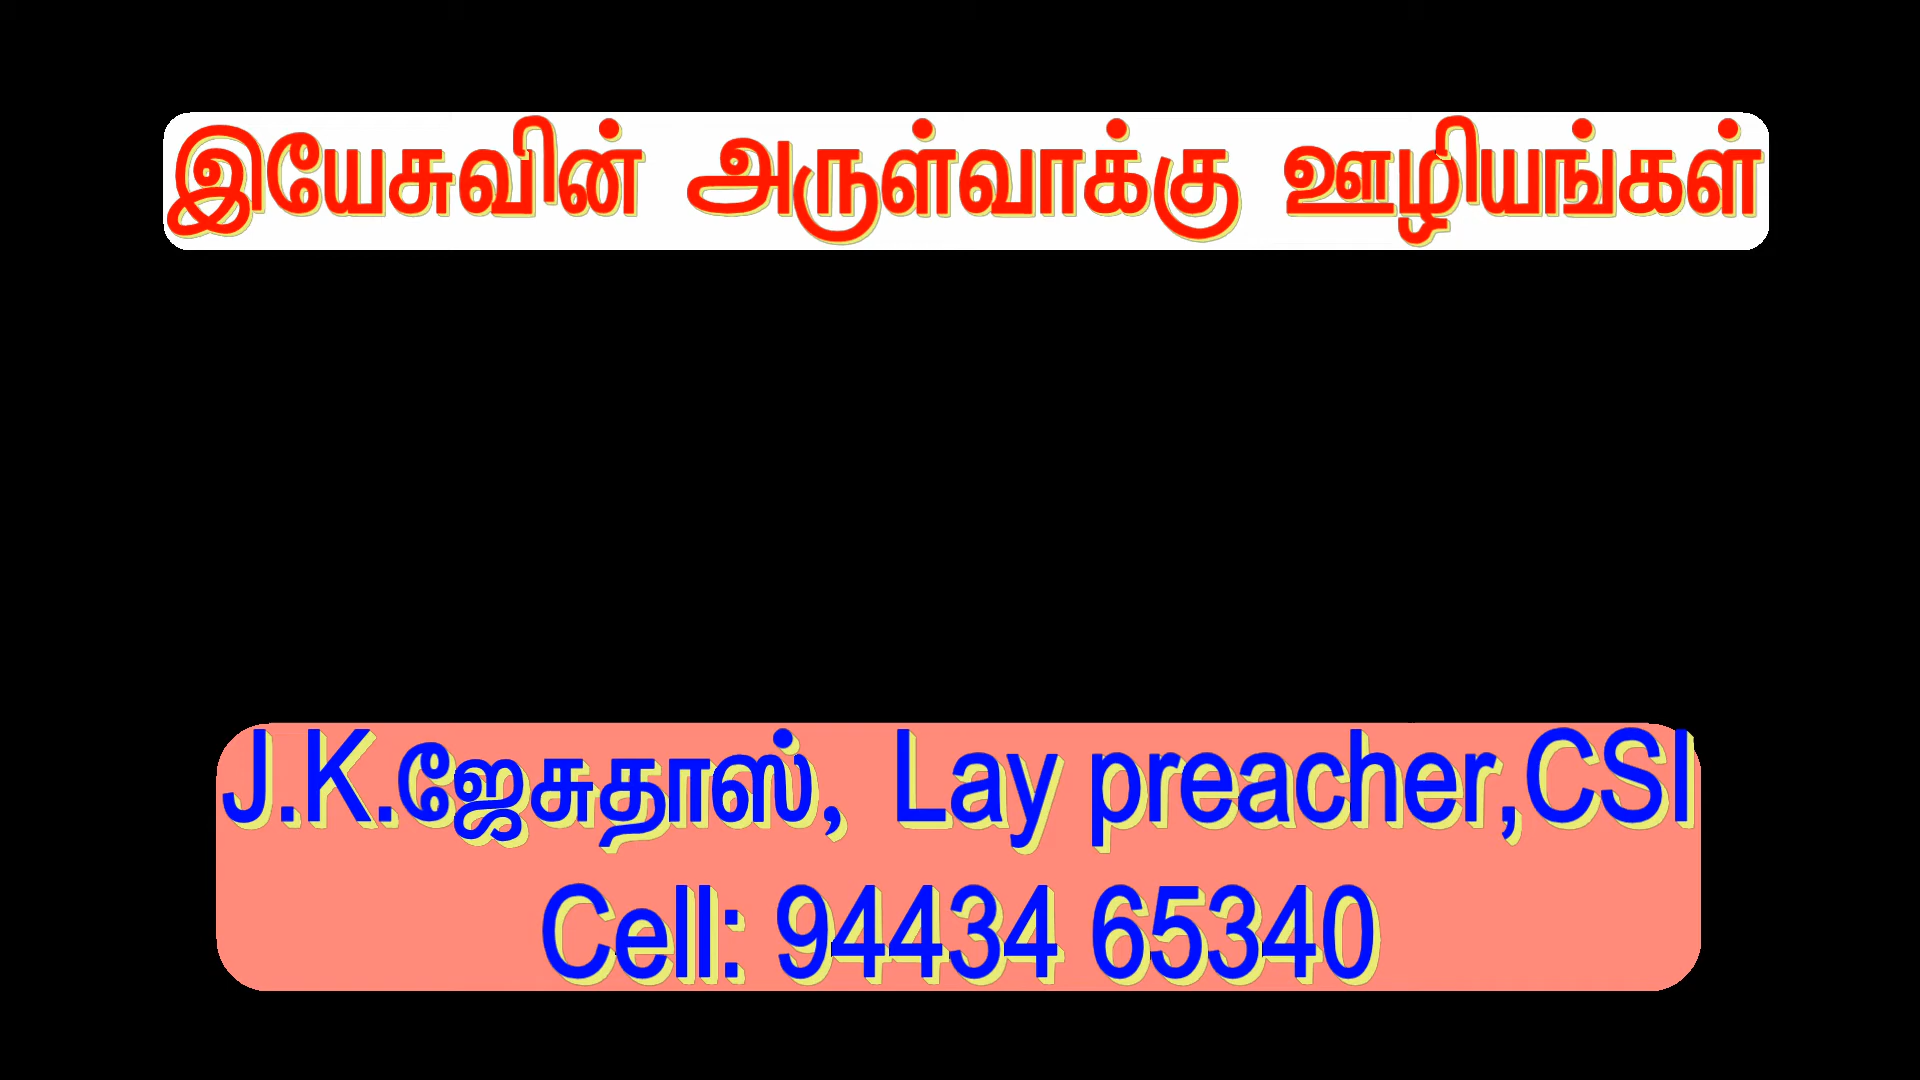 இயேசுவின் அருள்வாக்கு ஊழியங்கள்
J.K.ஜேசுதாஸ், Lay preacher,CSI
Cell: 94434 65340